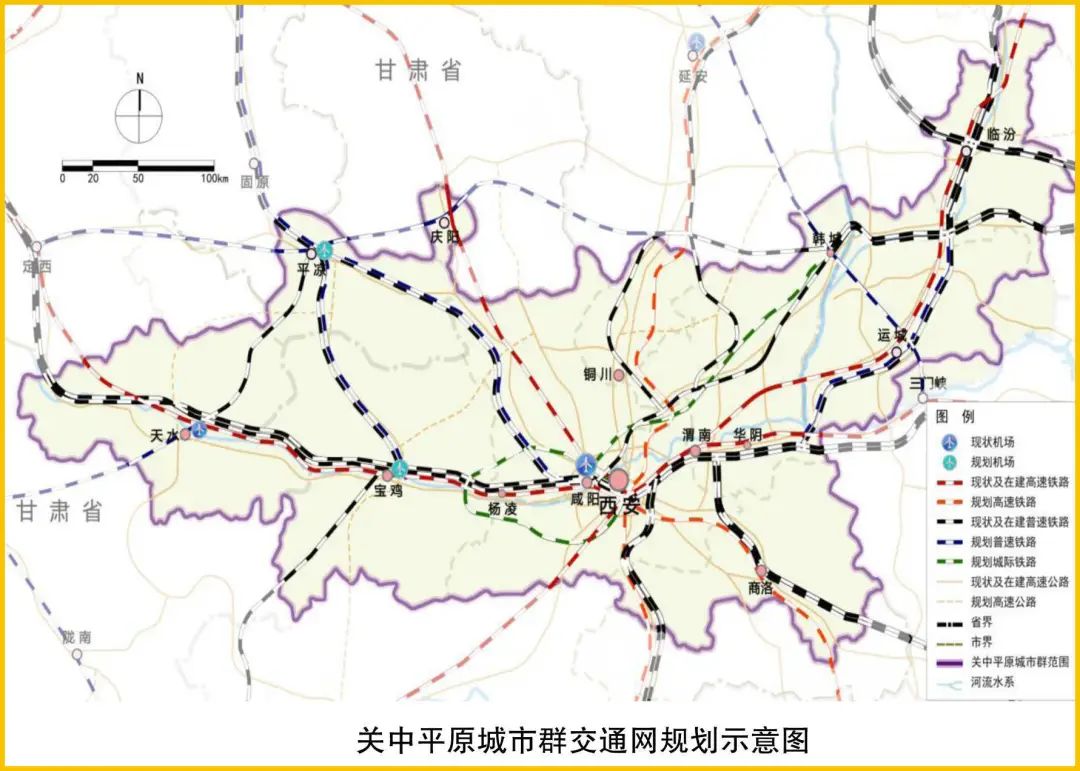 甘肃省
延安
N
临汾
0 20 50 100km
固原
庆阳
韩城
定西
平凉
运城
铜川
三门峡
天水
渭南
华阴
宝鸡
杨凌
咸阳
西安
甘肃省
商洛
陇南
图 例
现状机场
规划机场
现状及在建高速铁路
规划高速铁路
现状及在建普速铁路
规划普速铁路
规划城际铁路
现状及在建高速公路
规划高速公路
省界
市界
关中平原城市群范围
河流水系
关中平原城市群交通网规划示意图